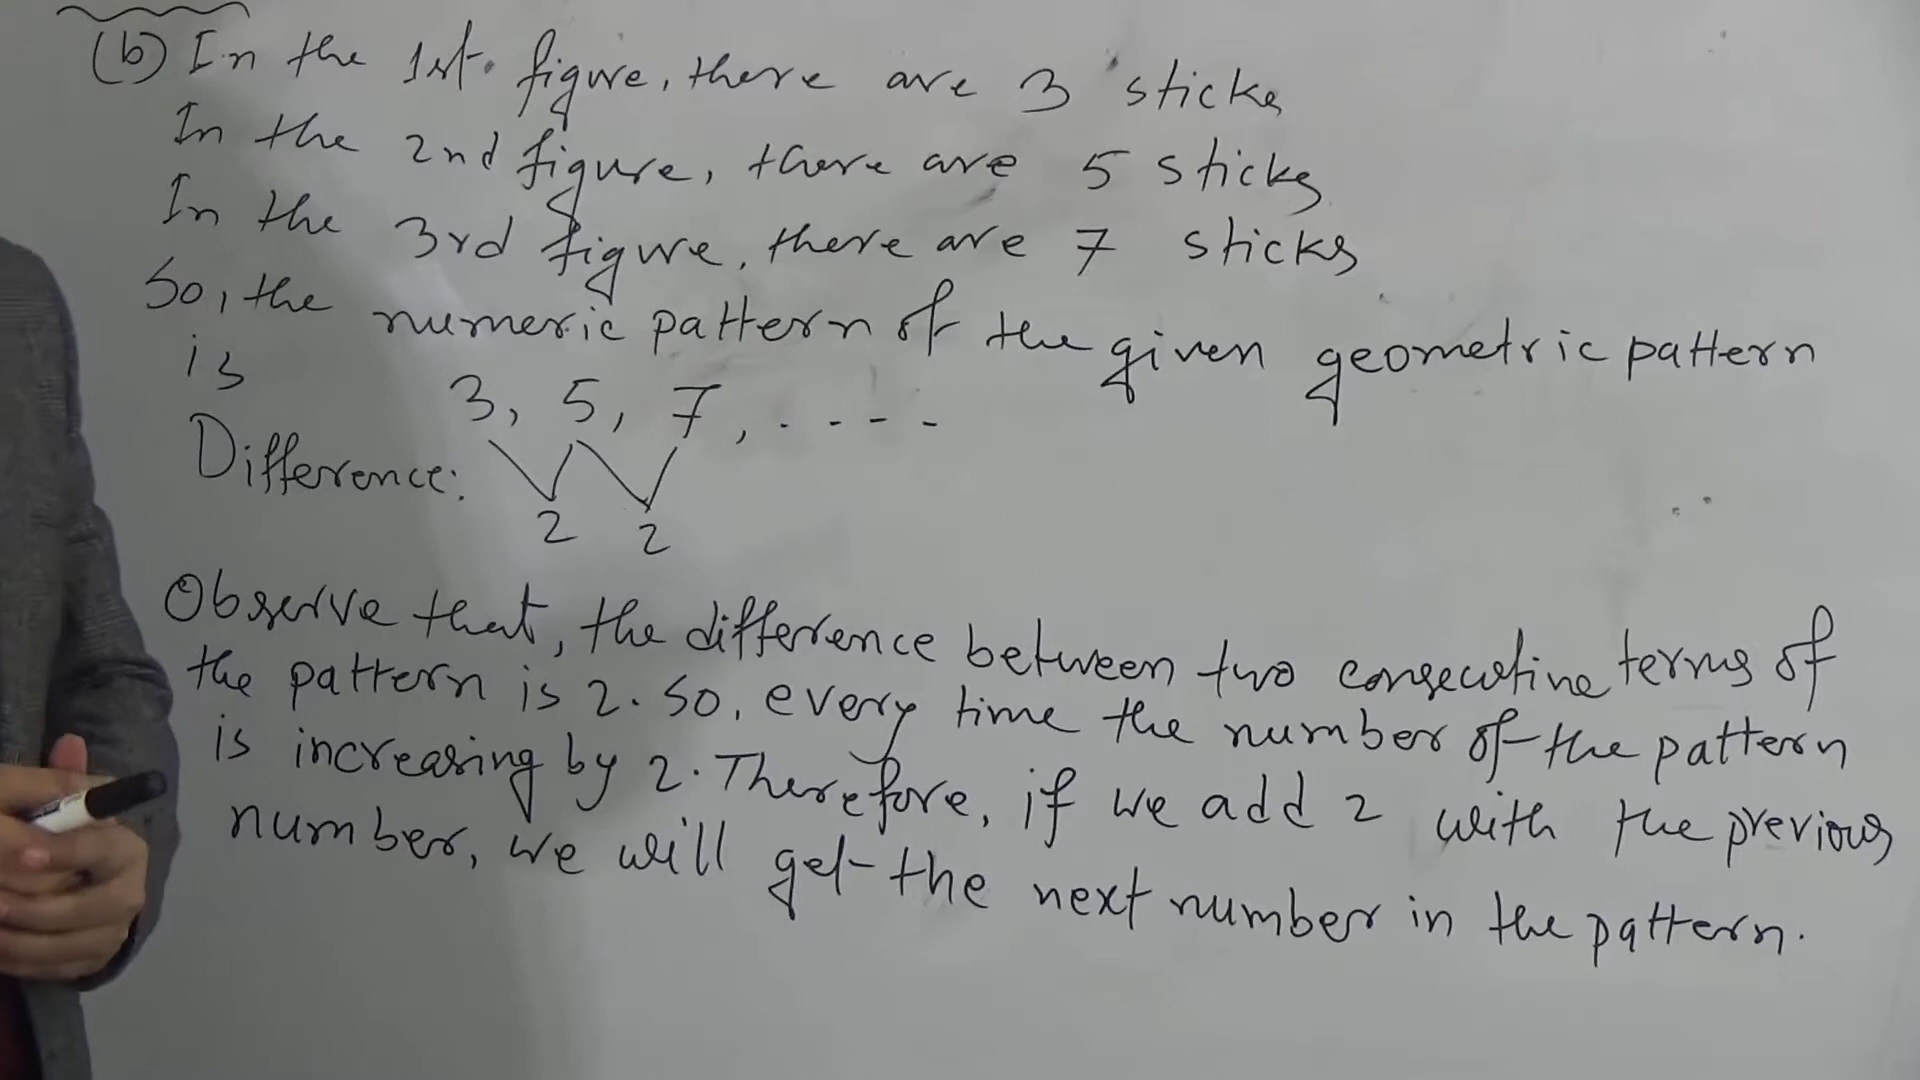 (b) In the 1st. figure, there are 3 sticks
In the 2nd figure, there are 5 sticks
In the 3rd figure, there are 7 sticks
So, the numeric pattern of the given geometric pattern
is
3, 5, 7, . - - -
Difference:
2 2
Observe that, the difference between two consecutive terms of
the pattern is 2. So, every time the number of the pattern
is increasing by 2. Therefore, if we add 2 with the previous
number, we will get the next number in the pattern.